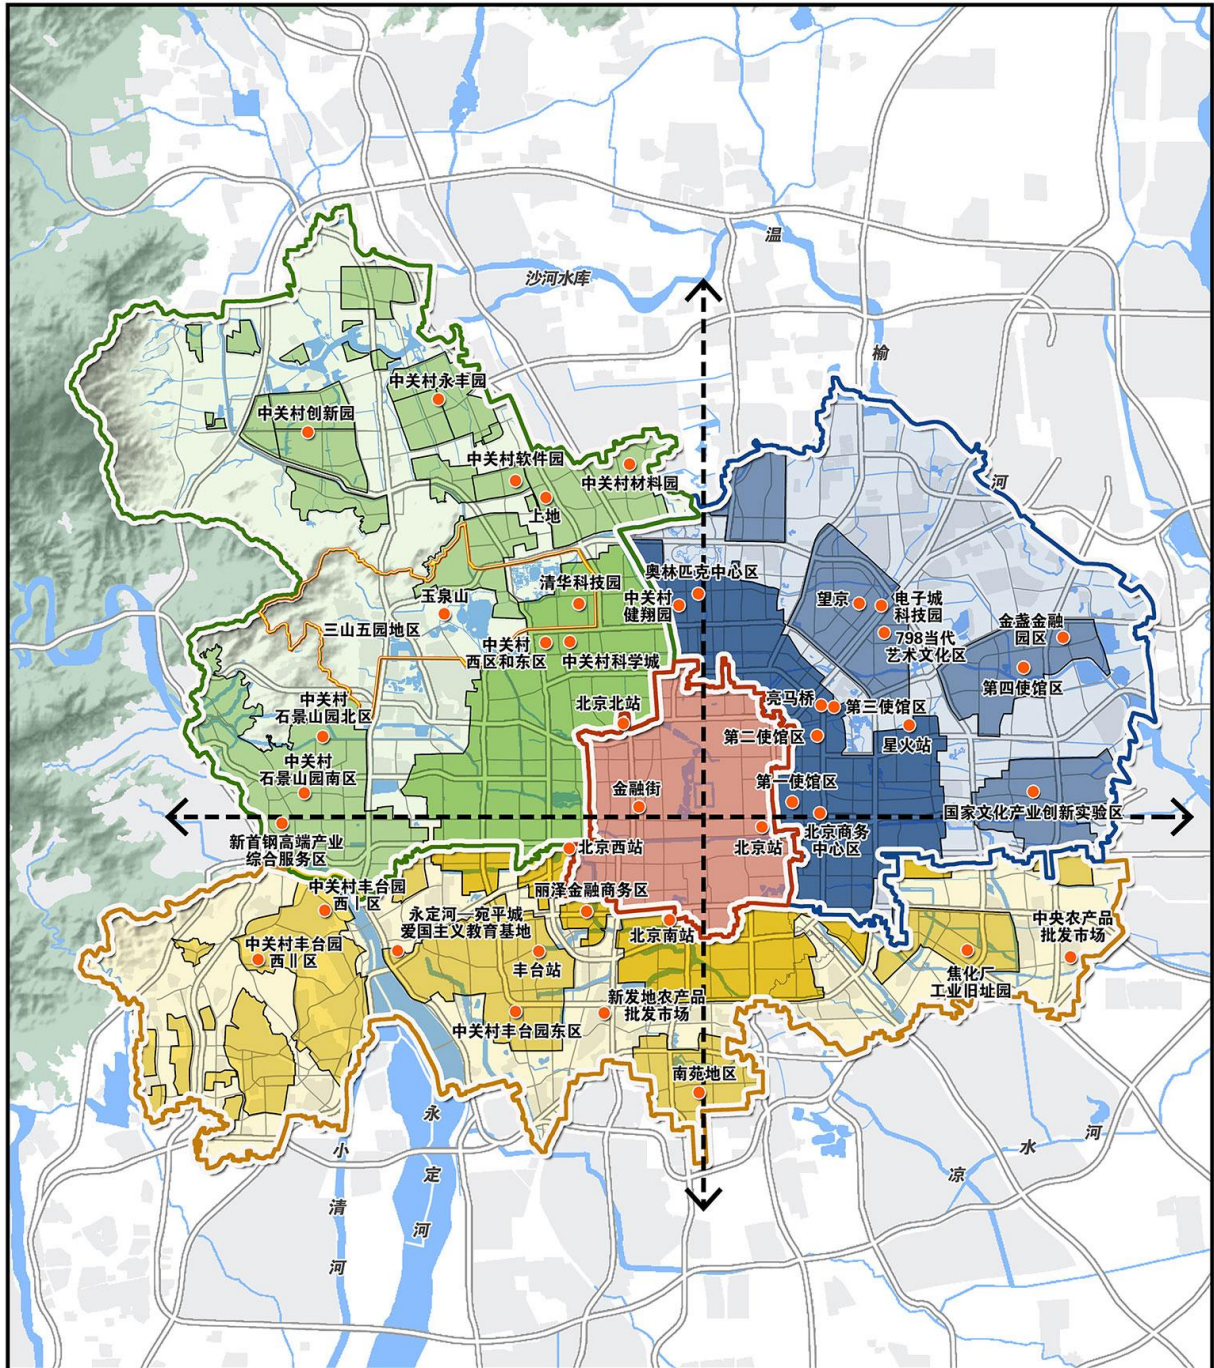 温
沙河水库
榆
中关村永丰园
中关村创新园
中关村软件园
中关村材料园
河
上地
奥林匹克中心区
清华科技园
玉泉山
中关村
健翔园
望京
电子城
科技园
金盏金融
园区
三山五园地区
798当代
艺术文化区
中关村
西区和东区
中关村科学城
第四使馆区
中关村
石景山园北区
北京北站
亮马桥
第三使馆区
第二使馆区
星火站
中关村
石景山园南区
金融街
第一使馆区
国家文化产业创新实验区
新首钢高端产业
综合服务区
北京西站
北京站
北京商务
中心区
中关村丰台园
西Ⅰ区
丽泽金融商务区
永定河—宛平城
爱国主义教育基地
北京南站
中央农产品
批发市场
中关村丰台园
西Ⅱ区
丰台站
焦化厂
工业旧址园
新发地农产品
批发市场
中关村丰台园东区
南苑地区
永
定
河
小
清
河
凉
水
河